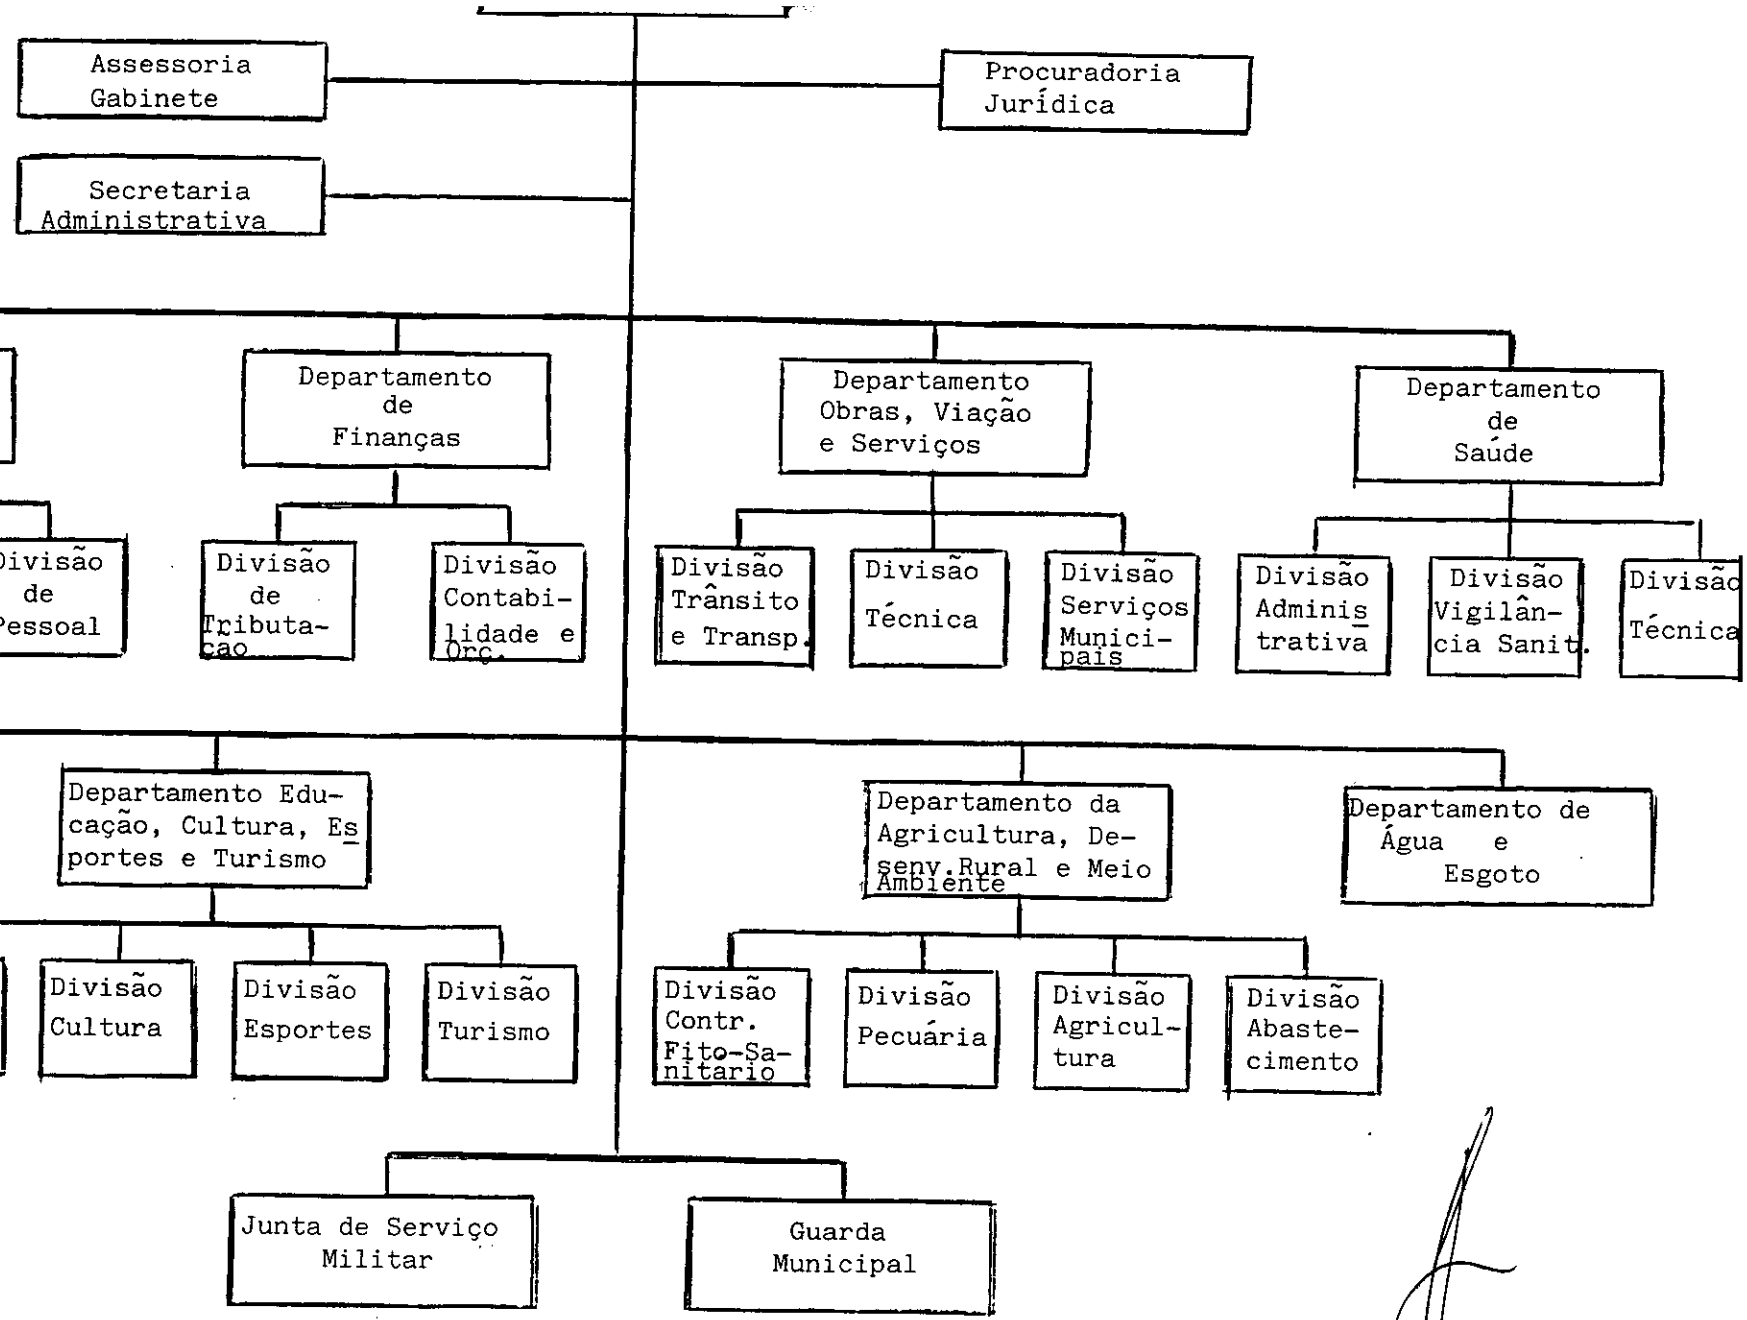 Assessoria
Gabinete
Procuradoria
Jurídica
Secretaria
Administrativa
Departamento
de
Finanças
Departamento
Obras, Viação
e Serviços
Departamento
de
Saúde
Divisão
de
Pessoal
Divisão
de
Tributa-
ção
Divisão
Contabi-
lidade e
Orç.
Divisão
Trânsito
e Transp.
Divisão
Técnica
Divisão
Serviços
Munici-
pais
Divisão
Adminis
trativa
Divisão
Vigilân-
cia Sanit.
Divisão
Técnica
Departamento Edu-
cação, Cultura, Es
portes e Turismo
Departamento da
Agricultura, De-
senv.Rural e Meio
Ambiente
Departamento de
Água e
Esgoto
Divisão
Cultura
Divisão
Esportes
Divisão
Turismo
Divisão
Contr.
Fito-Sa-
nitario
Divisão
Pecuária
Divisão
Agricul-
tura
Divisão
Abaste-
cimento
Junta de Serviço
Militar
Guarda
Municipal